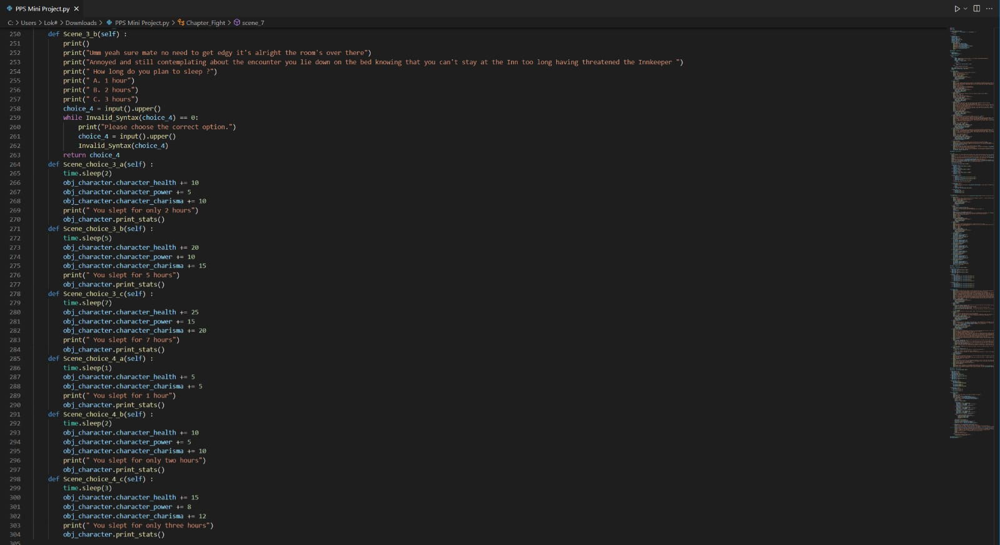 PPS Mini Project.py
C: > Users > Lok# > Downloads > PPS Mini Project.py > Chapter_Fight > scene_7
250 def Scene_3_b(self) :
251 print()
252 print("Umm yeah sure mate no need to get edgy it's alright the room's over there")
253 print("Annoyed and still contemplating about the encounter you lie down on the bed knowing that you can't stay at the Inn too long having threatened the Innkeeper ")
254 print(" How long do you plan to sleep ?")
255 print(" A. 1 hour")
256 print(" B. 2 hours")
257 print(" C. 3 hours")
258 choice_4 = input().upper()
259 while Invalid_Syntax(choice_4) == 0:
260 print("Please choose the correct option.")
261 choice_4 = input().upper()
262 Invalid_Syntax(choice_4)
263 return choice_4
264 def Scene_choice_3_a(self) :
265 time.sleep(2)
266 obj_character.character_health += 10
267 obj_character.character_power += 5
268 obj_character.character_charisma += 10
269 print(" You slept for only 2 hours")
270 obj_character.print_stats()
271 def Scene_choice_3_b(self) :
272 time.sleep(5)
273 obj_character.character_health += 20
274 obj_character.character_power += 10
275 obj_character.character_charisma += 15
276 print(" You slept for 5 hours")
277 obj_character.print_stats()
278 def Scene_choice_3_c(self) :
279 time.sleep(7)
280 obj_character.character_health += 25
281 obj_character.character_power += 15
282 obj_character.character_charisma += 20
283 print(" You slept for 7 hours")
284 obj_character.print_stats()
285 def Scene_choice_4_a(self) :
286 time.sleep(1)
287 obj_character.character_health += 5
288 obj_character.character_charisma += 5
289 print(" You slept for 1 hour")
290 obj_character.print_stats()
291 def Scene_choice_4_b(self) :
292 time.sleep(2)
293 obj_character.character_health += 10
294 obj_character.character_power += 5
295 obj_character.character_charisma += 10
296 print(" You slept for only two hours")
297 obj_character.print_stats()
298 def Scene_choice_4_c(self) :
299 time.sleep(3)
300 obj_character.character_health += 15
301 obj_character.character_power += 8
302 obj_character.character_charisma += 12
303 print(" You slept for only three hours")
304 obj_character.print_stats()
305